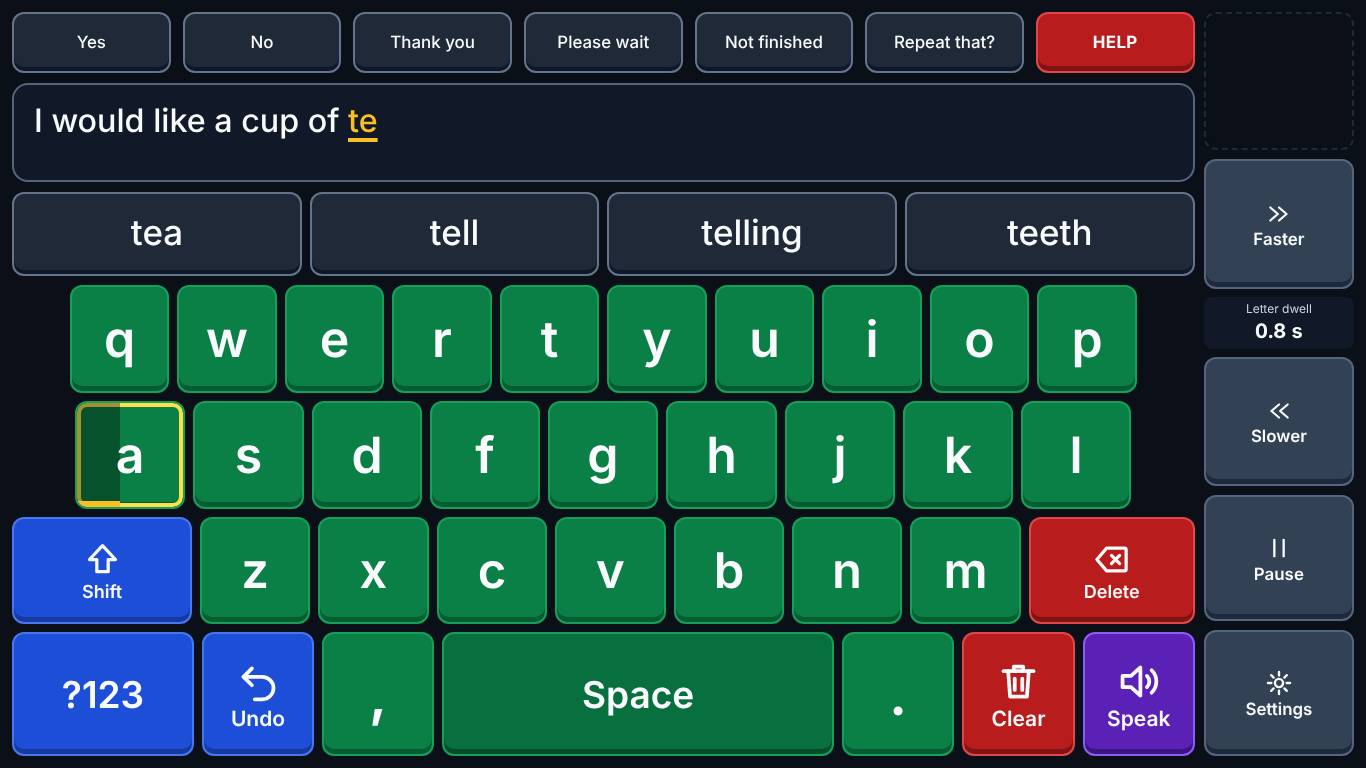 Yes No Thank you Please wait Not finished Repeat that? HELP
I would like a cup of te
tea tell telling teeth
Faster
Letter dwell
0.8 s
Slower
Pause
Settings
q w e r t y u i o p
a s d f g h j k l
Shift z x c v b n m Delete
?123 Undo , Space . Clear Speak